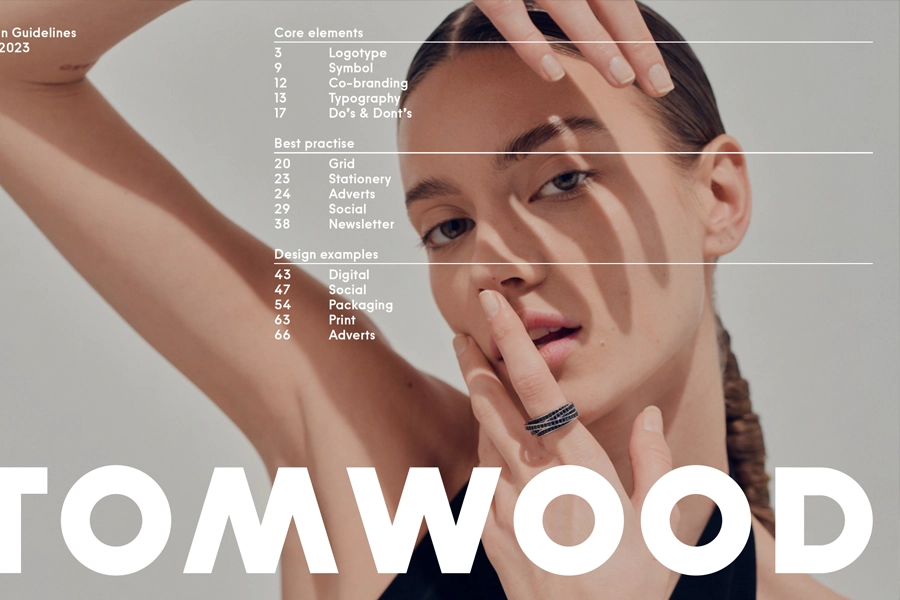 n Guidelines
2023
Core elements
3 Logotype
9 Symbol
12 Co-branding
13 Typography
17 Do's & Dont's
Best practise
20 Grid
23 Stationery
24 Adverts
29 Social
38 Newsletter
Design examples
43 Digital
47 Social
54 Packaging
63 Print
66 Adverts
TOMWOOD